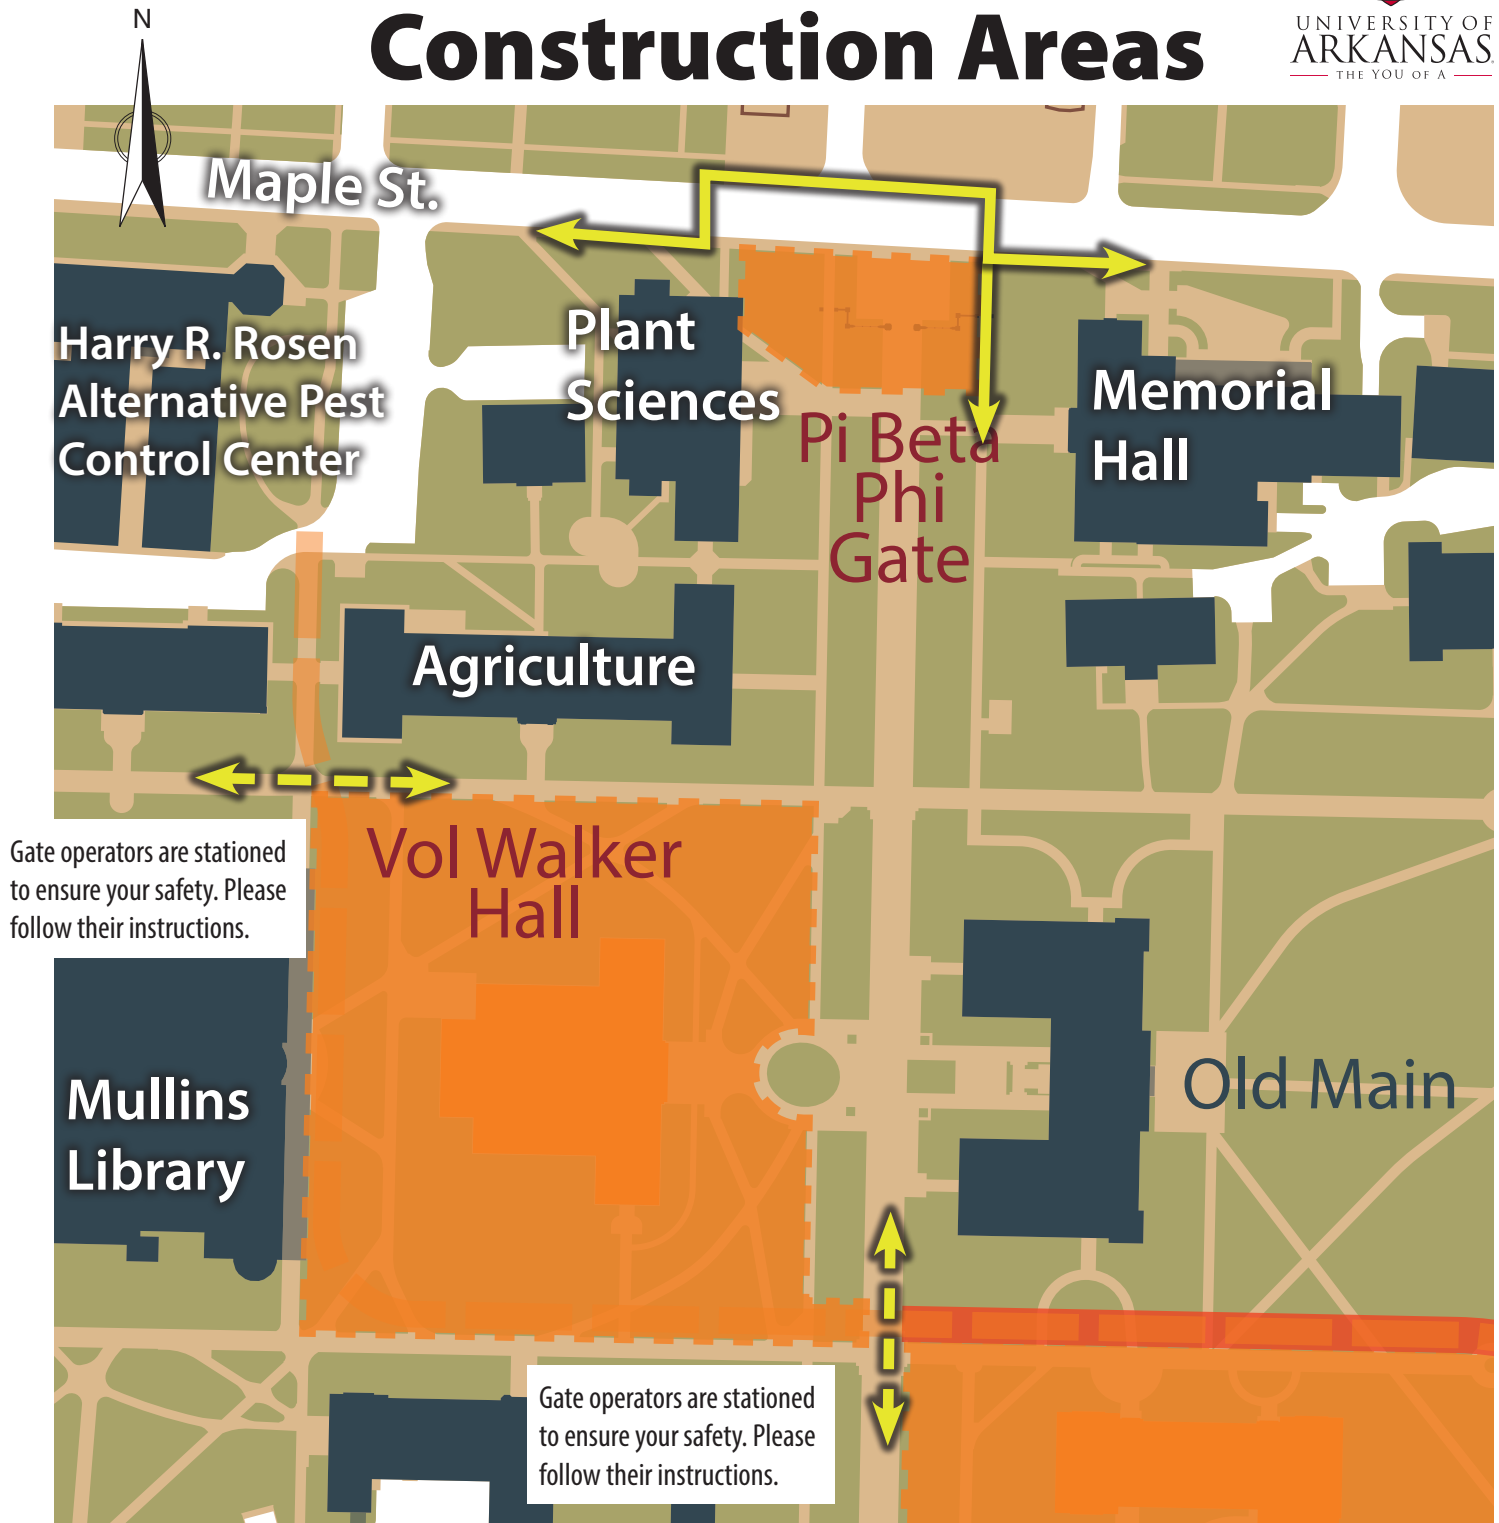 N
Construction Areas
UNIVERSITY OF
ARKANSAS
THE YOU OF A
Maple St.
Harry R. Rosen
Alternative Pest
Control Center
Plant
Sciences
Memorial
Hall
Pi Beta
Phi
Gate
Agriculture
Vol Walker
Hall
Gate operators are stationed
to ensure your safety. Please
follow their instructions.
Mullins
Library
Old Main
Gate operators are stationed
to ensure your safety. Please
follow their instructions.